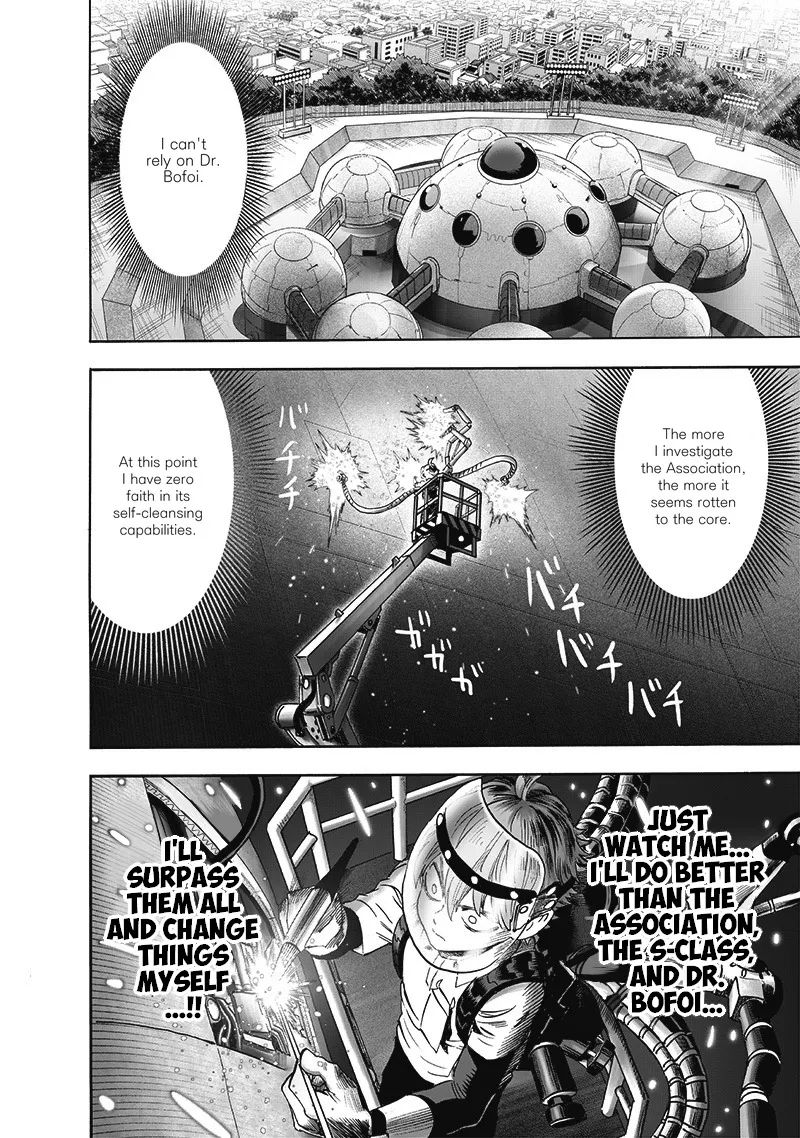 I can't
rely on Dr.
Bofoi.
The more
I investigate
the Association,
the more it
seems rotten
to the core.
バチチ
バチ
バチ
バチ
ガガガ
At this point
I have zero
faith in its
self-cleansing
capabilities.
JUST
WATCH ME...
I'LL DO BETTER
THAN THE
ASSOCIATION,
THE S-CLASS,
AND DR.
BOFOI...
I'LL
SURPASS
THEM ALL
AND CHANGE
THINGS
MYSELF
...!!